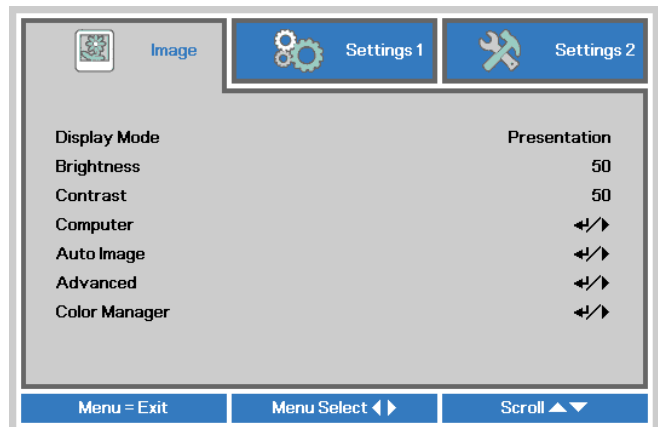 Image Settings 1 Settings 2
Display Mode Presentation
Brightness 50
Contrast 50
Computer
Auto Image
Advanced
Color Manager
Menu = Exit Menu Select Scroll